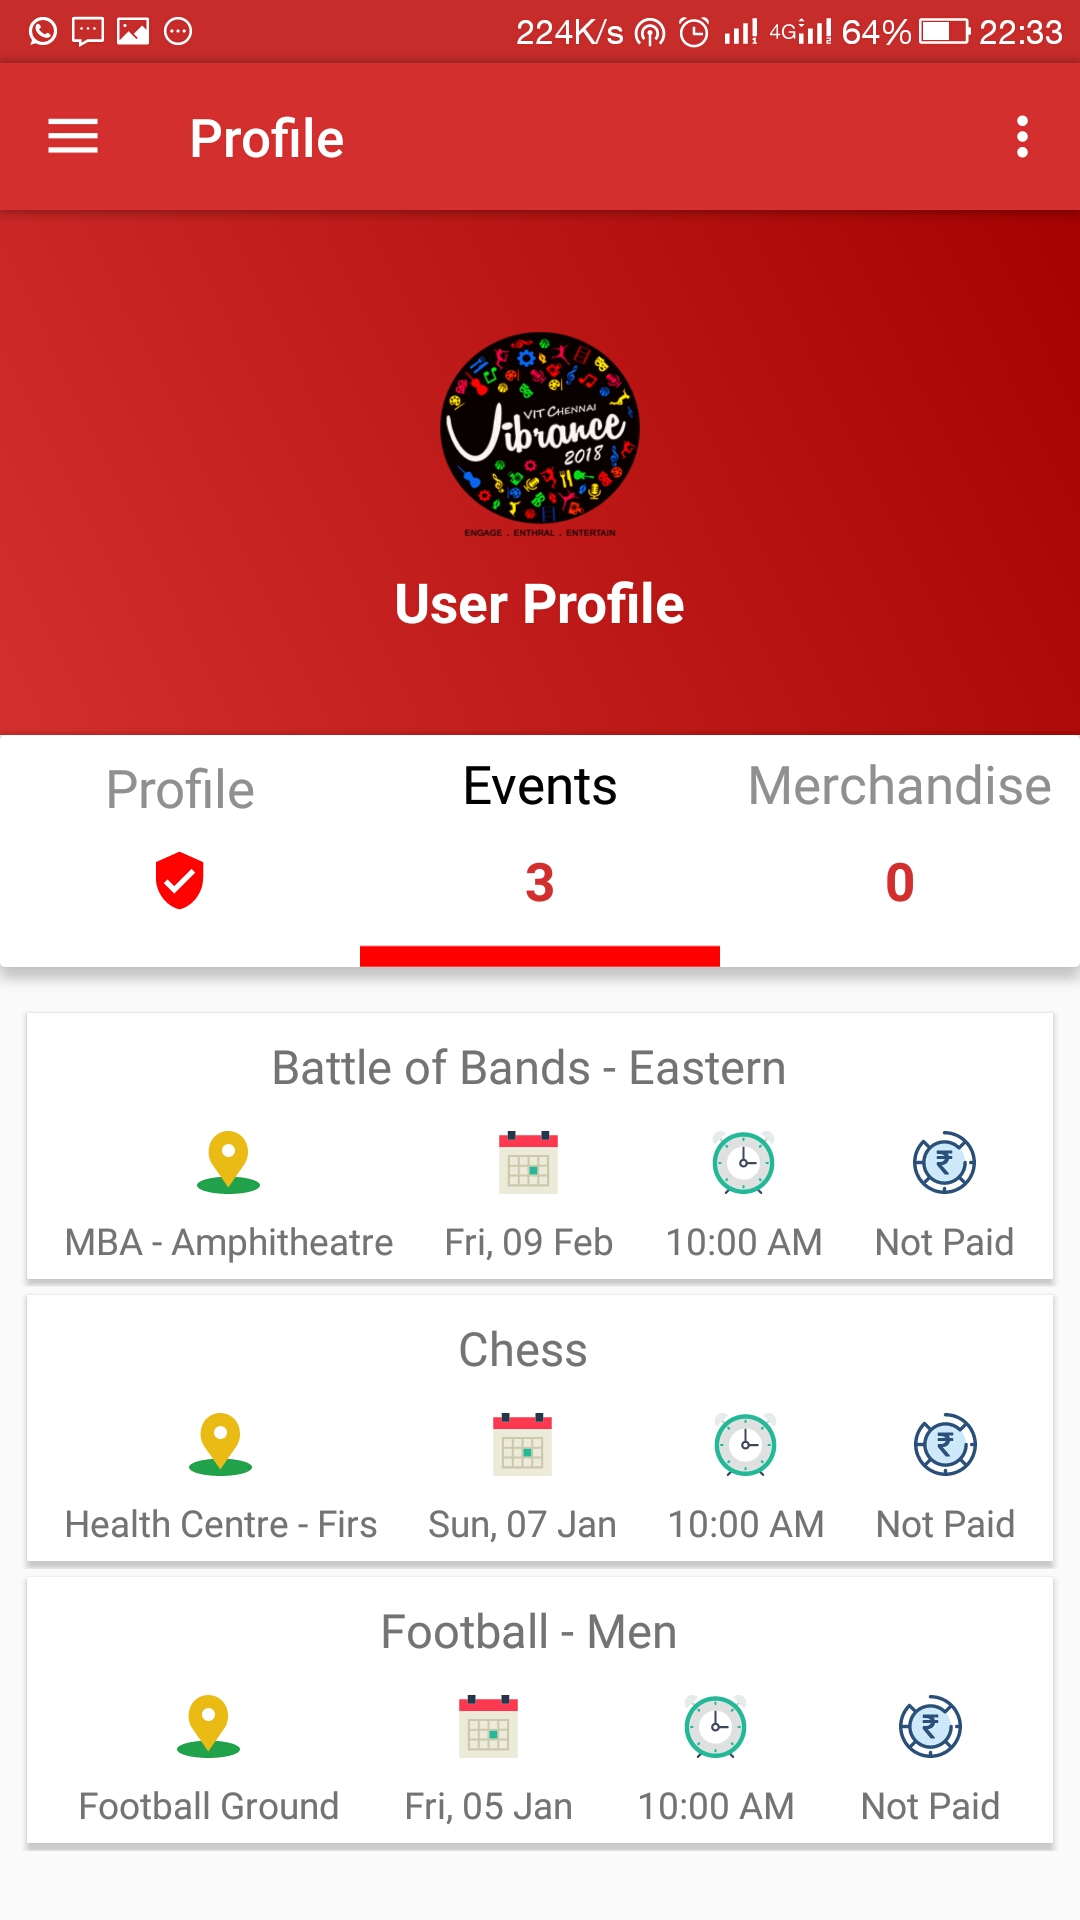 224K/s 4G 64% 22:33
Profile
VIT CHENNAI
Vibrance
2018
ENGAGE . ENTHRAL . ENTERTAIN
User Profile
Profile Events Merchandise
3 0
Battle of Bands - Eastern
MBA - Amphitheatre Fri, 09 Feb 10:00 AM Not Paid
Chess
Health Centre - Firs Sun, 07 Jan 10:00 AM Not Paid
Football - Men
Football Ground Fri, 05 Jan 10:00 AM Not Paid